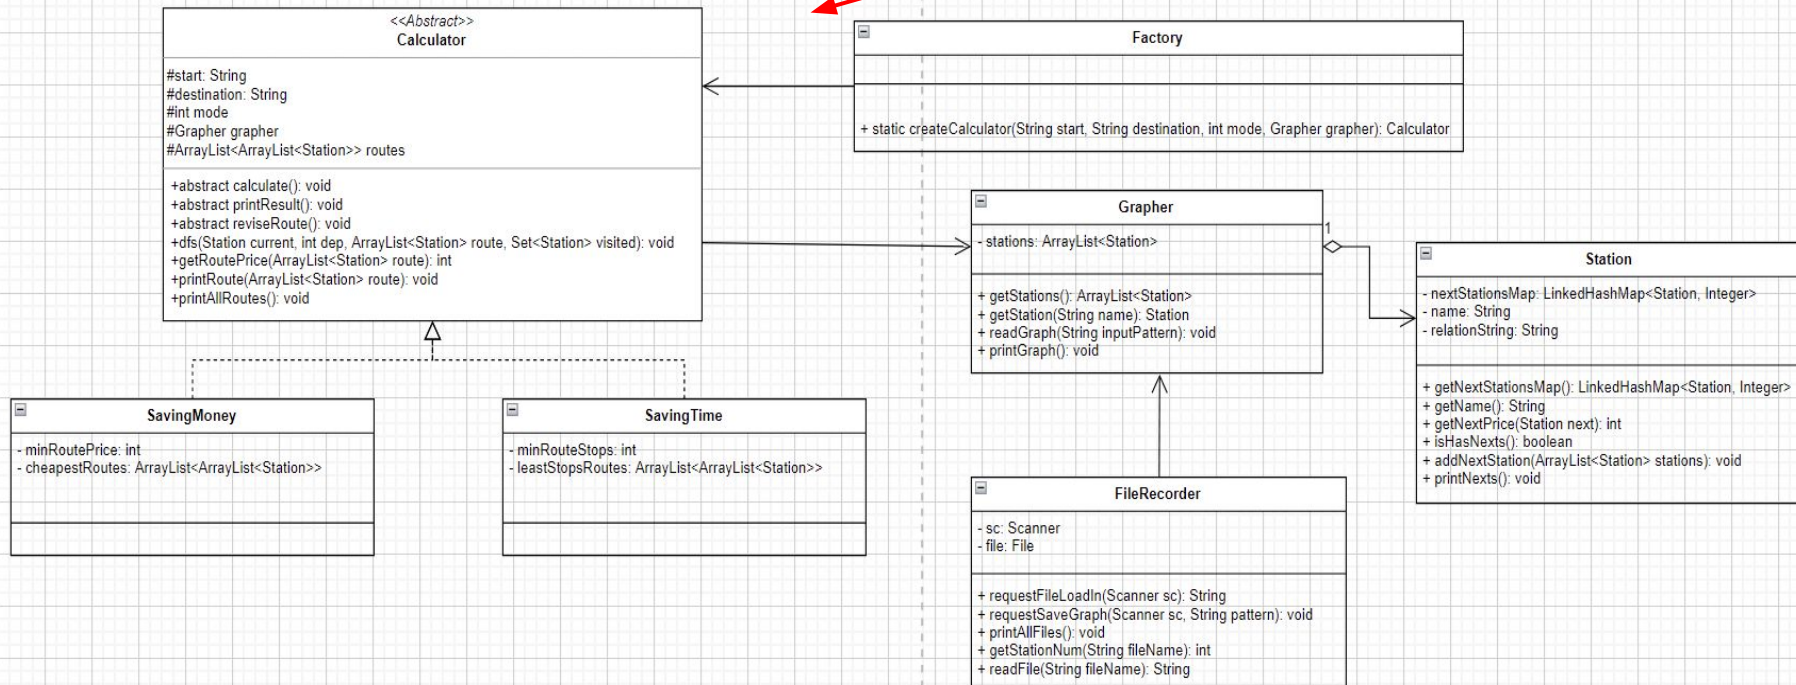 <<Abstract>>
Calculator
#start: String
#destination: String
#int mode
#Grapher grapher
#ArrayList<ArrayList<Station>> routes
+abstract calculate(): void
+abstract printResult(): void
+abstract reviseRoute(): void
+dfs(Station current, int dep, ArrayList<Station> route, Set<Station> visited): void
+getRoutePrice(ArrayList<Station> route): int
+printRoute(ArrayList<Station> route): void
+printAllRoutes(): void
Factory
+ static createCalculator(String start, String destination, int mode, Grapher grapher): Calculator
Grapher
- stations: ArrayList<Station>
+ getStations(): ArrayList<Station>
+ getStation(String name): Station
+ readGraph(String inputPattern): void
+ printGraph(): void
1
Station
- nextStationsMap: LinkedHashMap<Station, Integer>
- name: String
- relationString: String
+ getNextStationsMap(): LinkedHashMap<Station, Integer>
+ getName(): String
+ getNextPrice(Station next): int
+ isHasNexts(): boolean
+ addNextStation(ArrayList<Station> stations): void
+ printNexts(): void
SavingMoney
- minRoutePrice: int
- cheapestRoutes: ArrayList<ArrayList<Station>>
SavingTime
- minRouteStops: int
- leastStopsRoutes: ArrayList<ArrayList<Station>>
FileRecorder
- sc: Scanner
- file: File
+ requestFileLoadIn(Scanner sc): String
+ requestSaveGraph(Scanner sc, String pattern): void
+ printAllFiles(): void
+ getStationNum(String fileName): int
+ readFile(String fileName): String